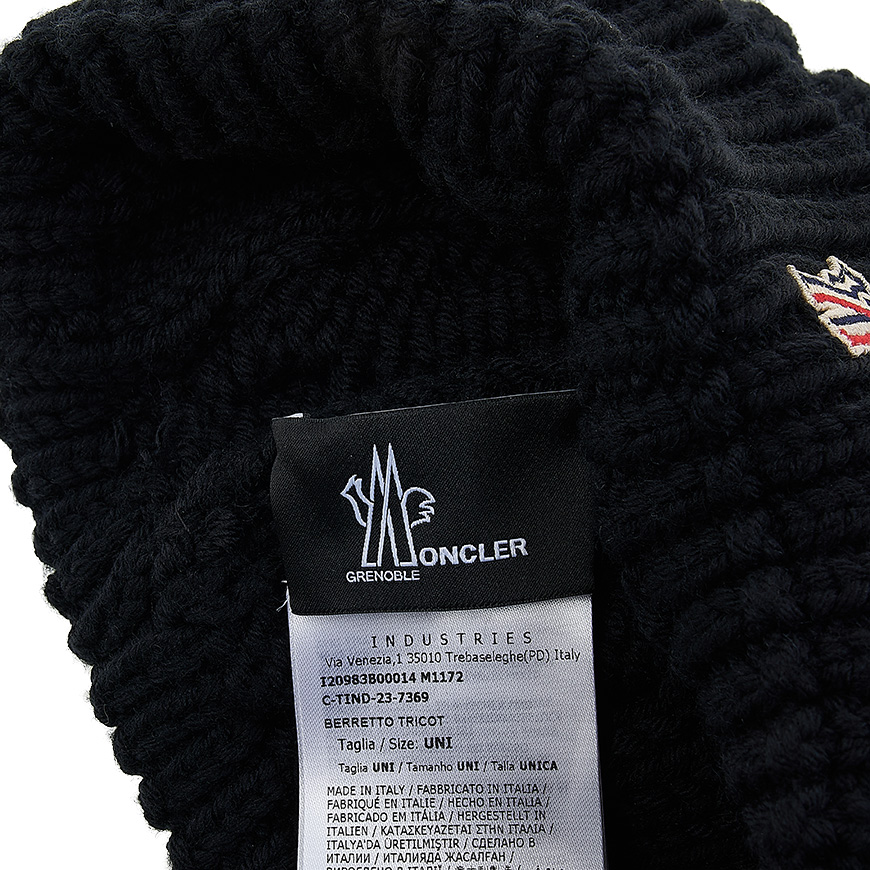 MONCLER
GRENOBLE
INDUSTRIES
Via Venezia,1 35010 Trebaseleghe(PD) Italy
I20983B00014 M1172
C-TIND-23-7369
BERRETTO TRICOT
Taglia / Size: UNI
Taglia UNI / Tamanho UNI / Talla UNICA
MADE IN ITALY / FABBRICATO IN ITALIA /
FABRIQUÉ EN ITALIE / HECHO EN ITALIA /
FABRICADO EM ITÁLIA / HERGESTELLT IN
ITALIEN / ΚΑΤΑΣΚΕΥΑΖΕΤΑΙ ΣΤΗΝ ΙΤΑΛΙΑ /
ITALYA'DA ÜRETILMIŞTIR / СДЕЛАНО В
ИТАЛИИ / ИТАЛИЯДА ЖАСАЛҒАН /